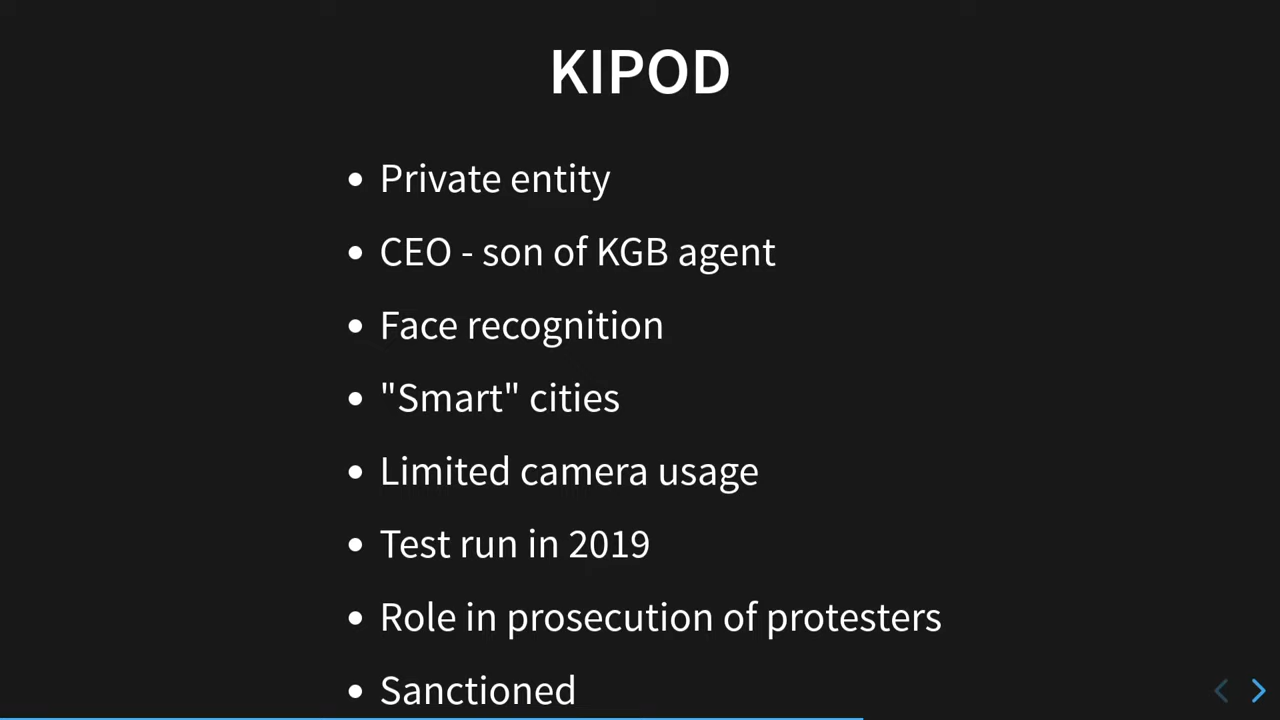 KIPOD
Private entity
CEO - son of KGB agent
Face recognition
"Smart" cities
Limited camera usage
Test run in 2019
Role in prosecution of protesters
Sanctioned